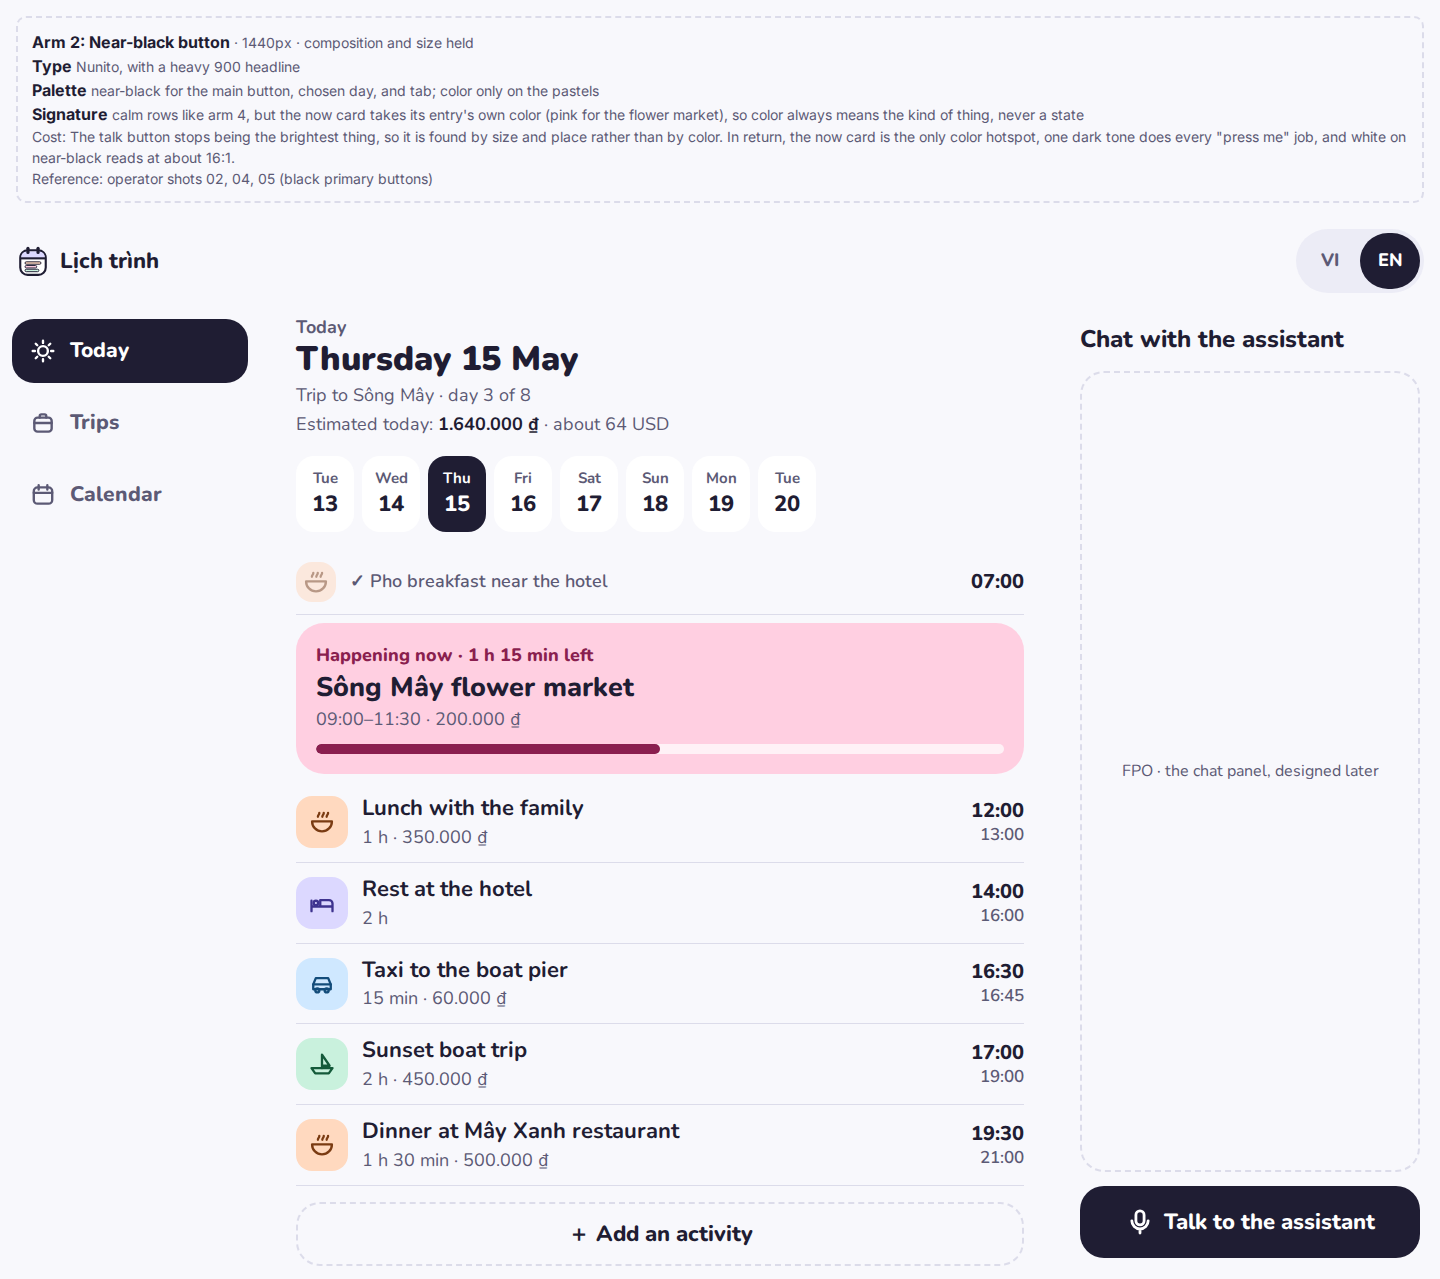 Arm 2: Near-black button · 1440px · composition and size held
Type Nunito, with a heavy 900 headline
Palette near-black for the main button, chosen day, and tab; color only on the pastels
Signature calm rows like arm 4, but the now card takes its entry's own color (pink for the flower market), so color always means the kind of thing, never a state
Cost: The talk button stops being the brightest thing, so it is found by size and place rather than by color. In return, the now card is the only color hotspot, one dark tone does every "press me" job, and white on
near-black reads at about 16:1.
Reference: operator shots 02, 04, 05 (black primary buttons)
Lịch trình
VI EN
Today
Trips
Calendar
Today
Thursday 15 May
Trip to Sông Mây · day 3 of 8
Estimated today: 1.640.000 ₫ · about 64 USD
Tue Wed Thu Fri Sat Sun Mon Tue
13 14 15 16 17 18 19 20
✓ Pho breakfast near the hotel 07:00
Happening now · 1 h 15 min left
Sông Mây flower market
09:00–11:30 · 200.000 ₫
Lunch with the family 12:00
1 h · 350.000 ₫ 13:00
Rest at the hotel 14:00
2 h 16:00
Taxi to the boat pier 16:30
15 min · 60.000 ₫ 16:45
Sunset boat trip 17:00
2 h · 450.000 ₫ 19:00
Dinner at Mây Xanh restaurant 19:30
1 h 30 min · 500.000 ₫ 21:00
+ Add an activity
Chat with the assistant
FPO · the chat panel, designed later
Talk to the assistant